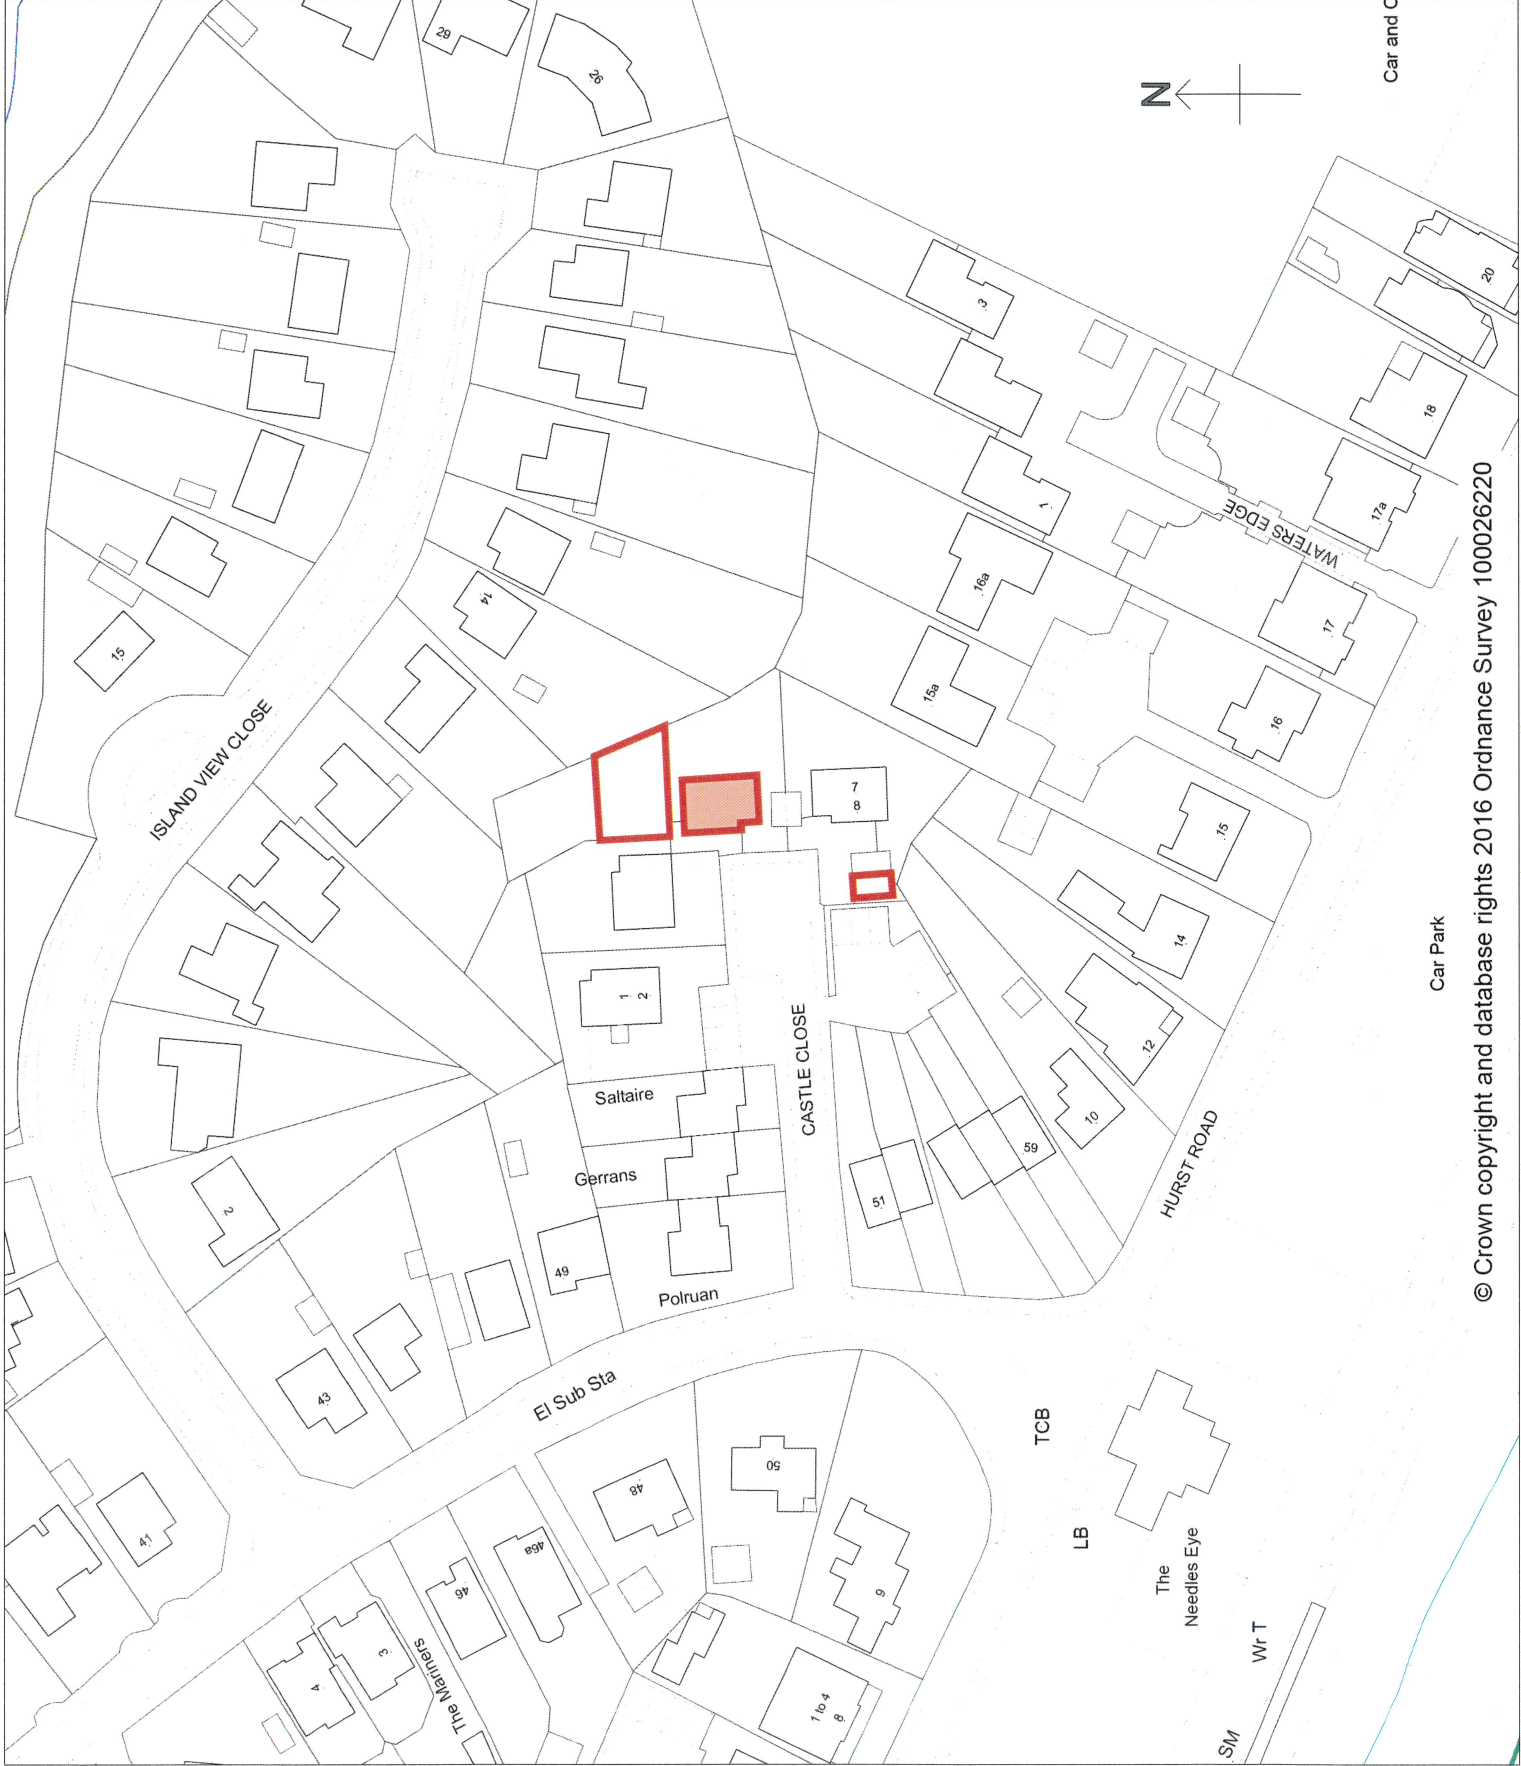 29
26
N
Car and C
15
14
ISLAND VIEW CLOSE
3
1
16a
15a
WATERS EDGE
20
18
17a
17
16
15
14
12
10
7
8
1
2
Saltaire
Gerrans
Polruan
CASTLE CLOSE
51
59
HURST ROAD
Car Park
2
49
43
41
El Sub Sta
48
50
46a
46
3
4
The Mariners
9
1 to 4
8
TCB
LB
The
Needles Eye
Wr T
SM
© Crown copyright and database rights 2016 Ordnance Survey 100026220